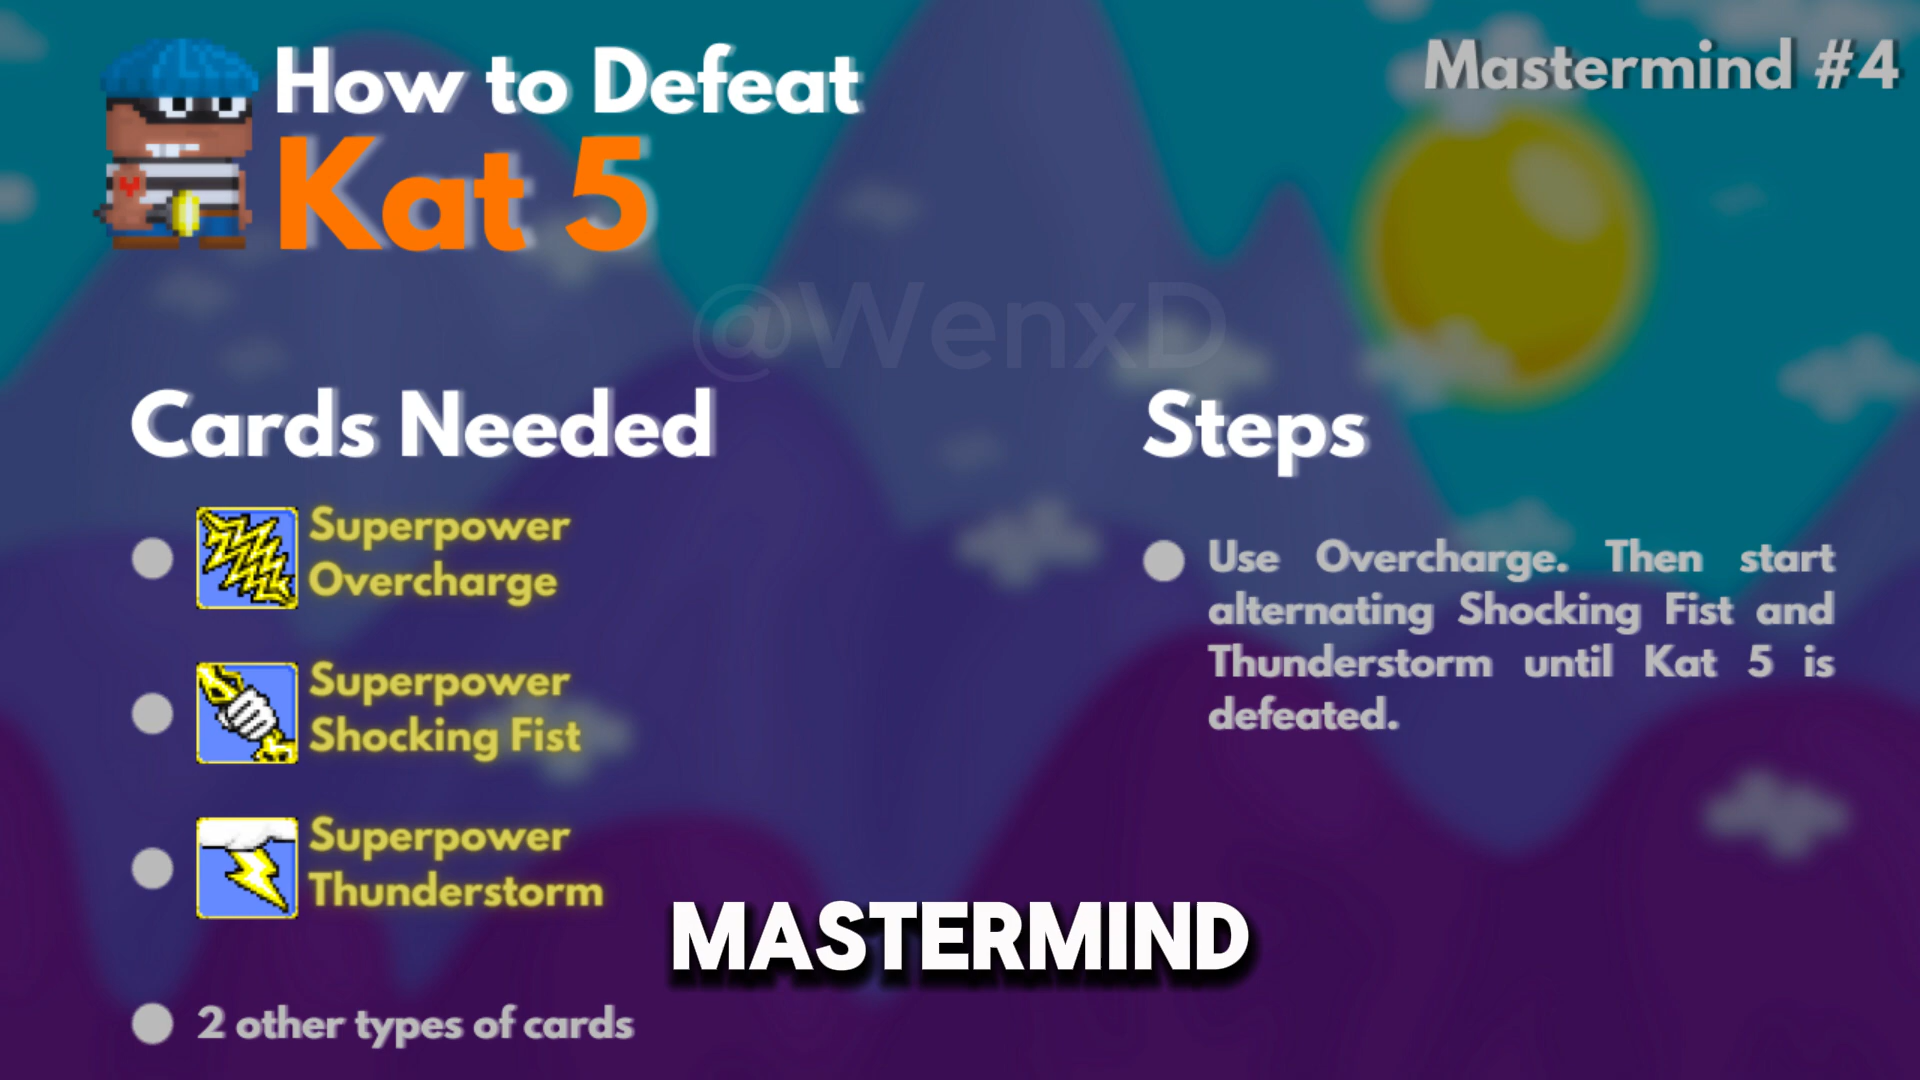 How to Defeat
Kat 5
Mastermind #4
@WenxD
Cards Needed
Superpower
Overcharge
Superpower
Shocking Fist
Superpower
Thunderstorm
2 other types of cards
Steps
Use Overcharge. Then start
alternating Shocking Fist and
Thunderstorm until Kat 5 is
defeated.
MASTERMIND